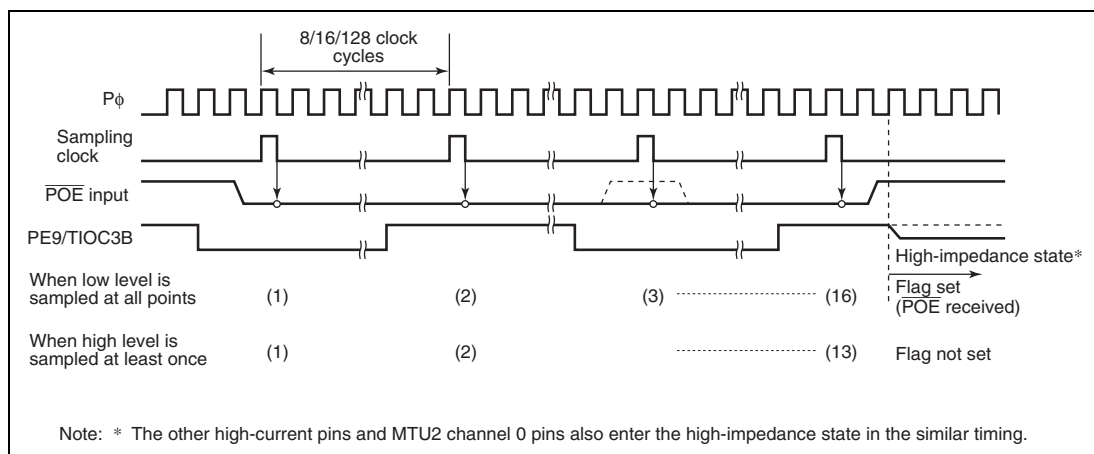 8/16/128 clock
cycles
Pϕ
Sampling
clock
POE input
PE9/TIOC3B
High-impedance state*
When low level is
sampled at all points
(1) (2) (3) (16)
Flag set
(POE received)
When high level is
sampled at least once
(1) (2) (13) Flag not set
Note: * The other high-current pins and MTU2 channel 0 pins also enter the high-impedance state in the similar timing.